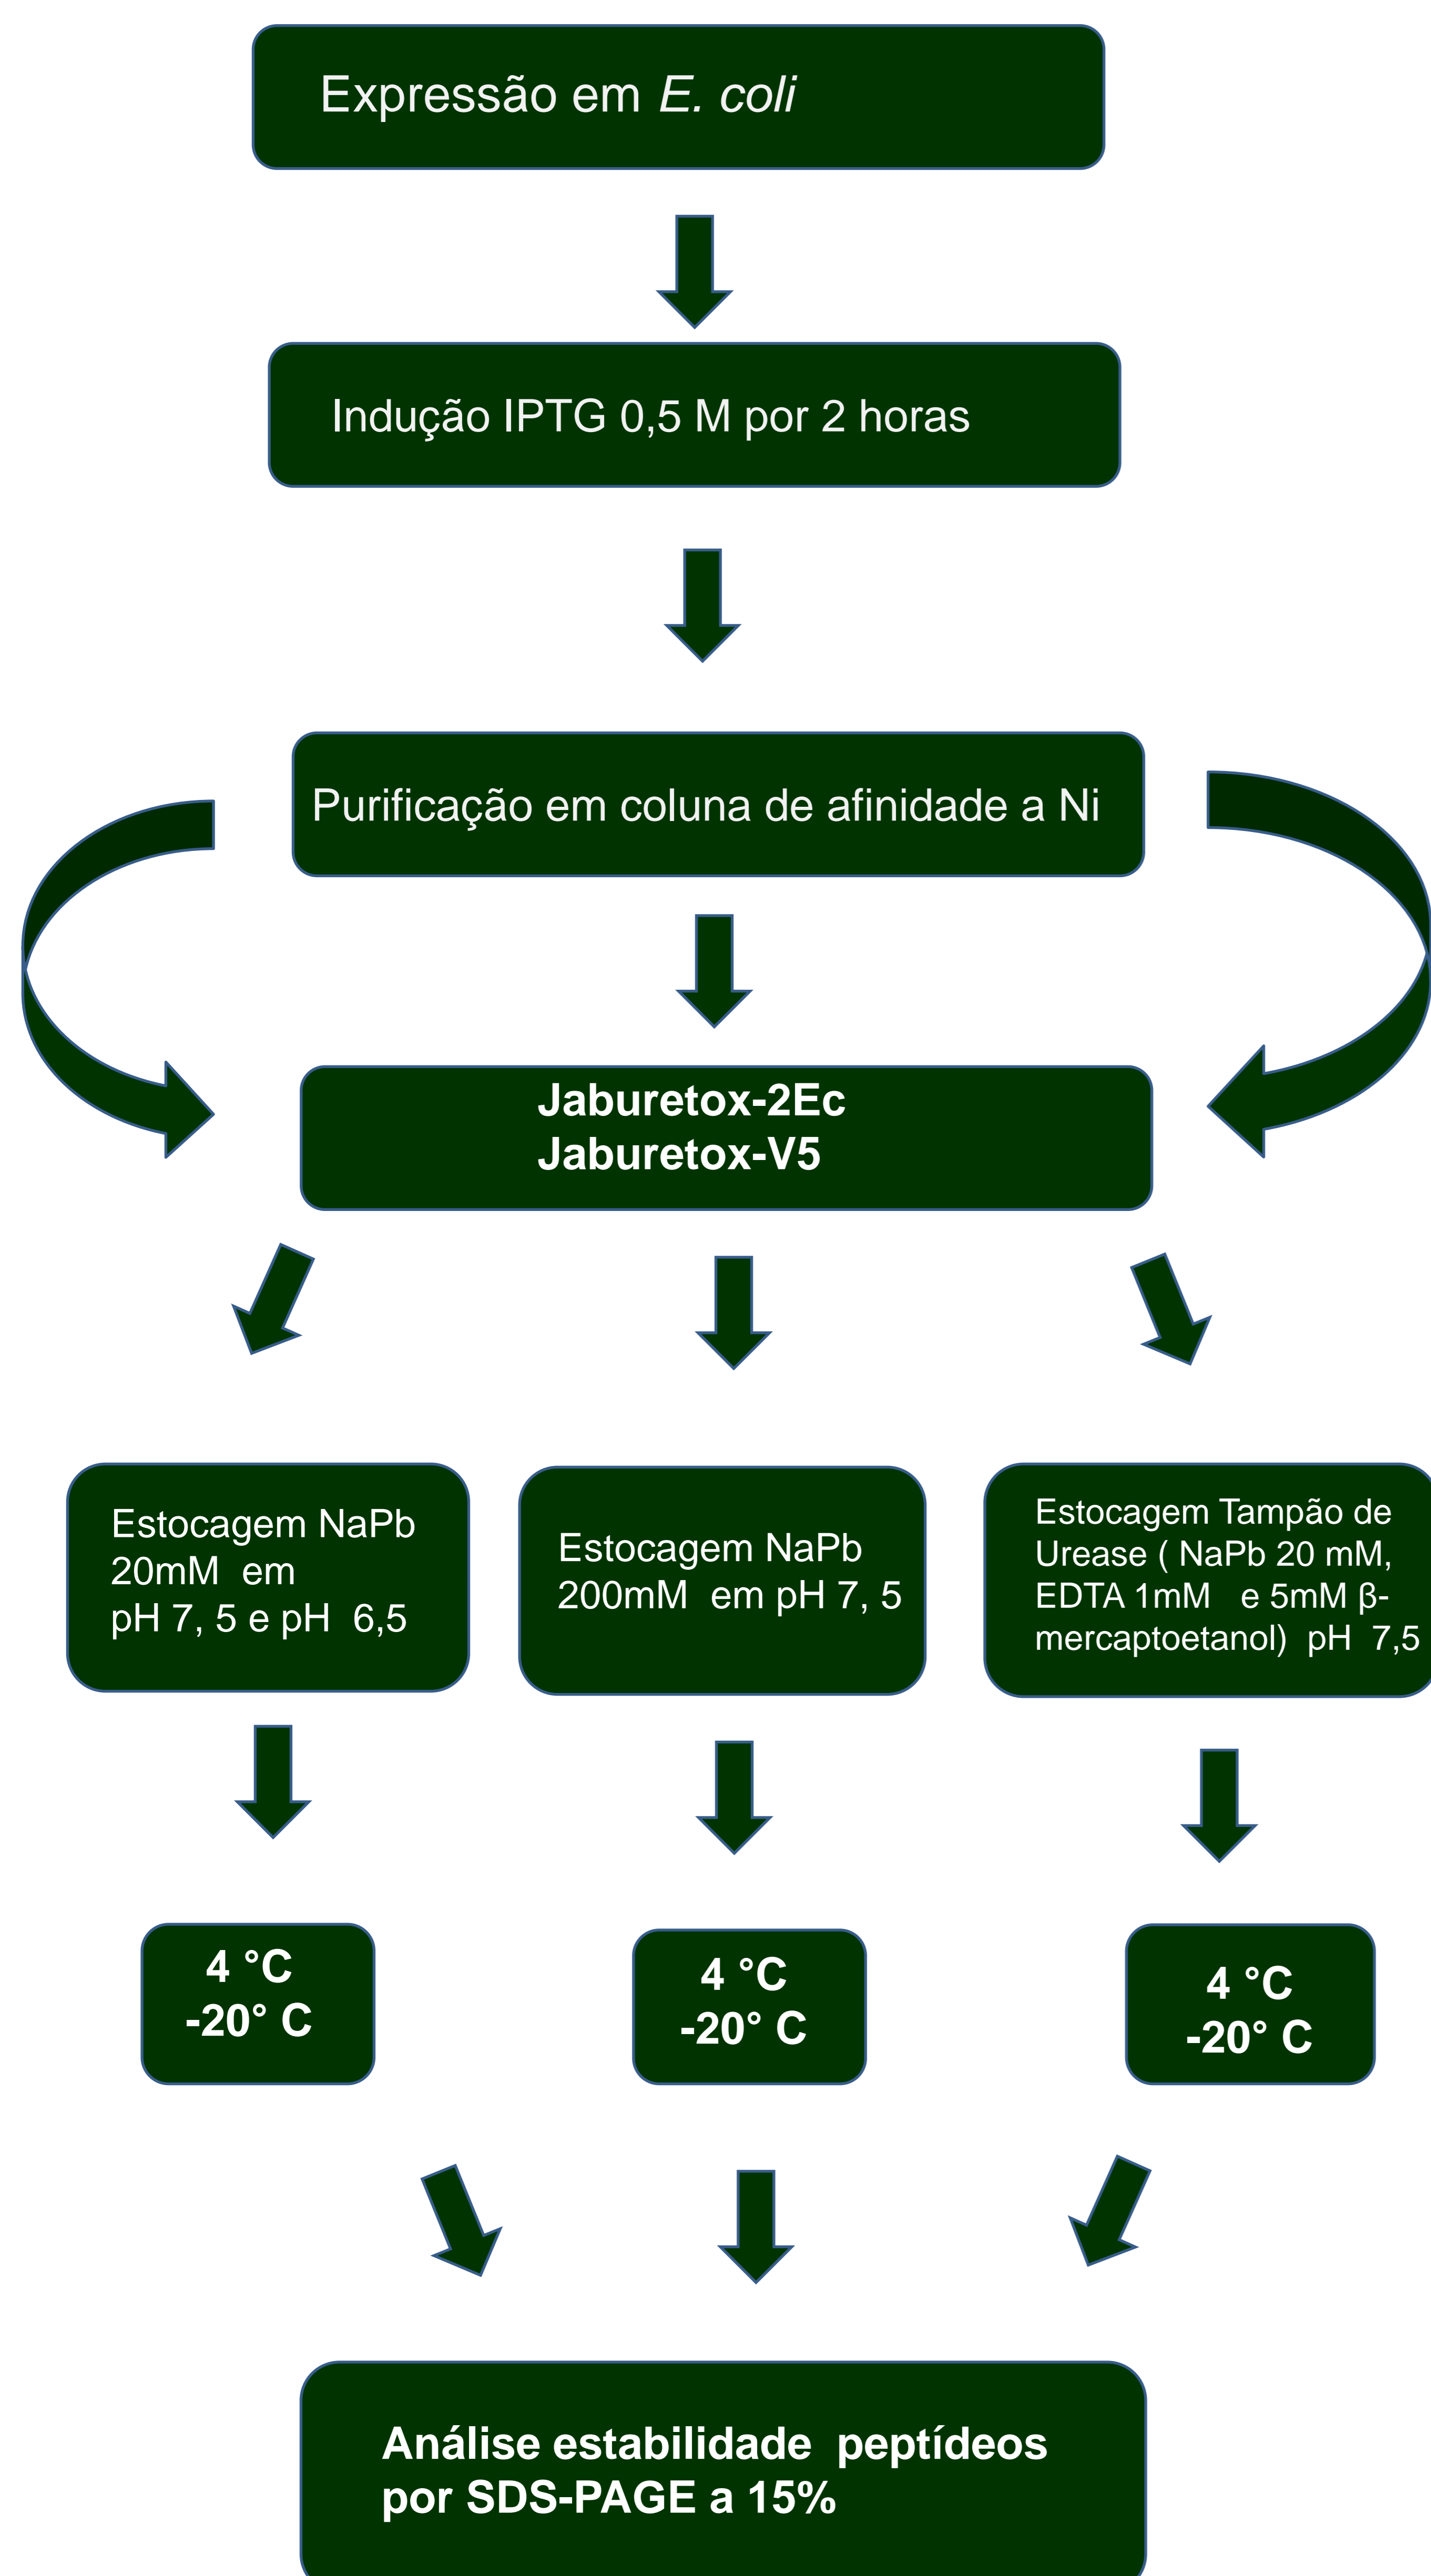 Expressão em E. coli
Indução IPTG 0,5 M por 2 horas
Purificação em coluna de afinidade a Ni
Jaburetox-2Ec
Jaburetox-V5
Estocagem NaPb
20mM em
pH 7, 5 e pH 6,5
Estocagem NaPb
200mM em pH 7, 5
Estocagem Tampão de
Urease ( NaPb 20 mM,
EDTA 1mM e 5mM β-
mercaptoetanol) pH 7,5
4 °C
-20° C
4 °C
-20° C
4 °C
-20° C
Análise estabilidade peptídeos
por SDS-PAGE a 15%